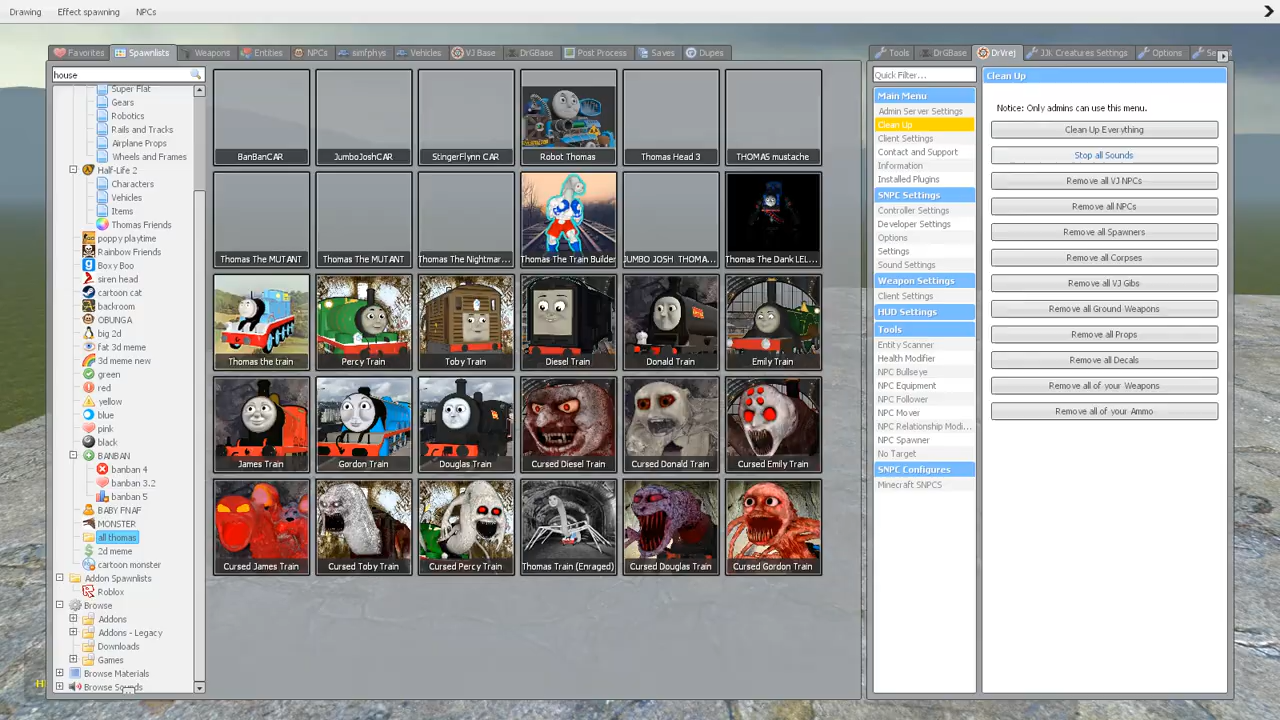 Drawing Effect spawning NPCs
Favorites Spawnlists Weapons Entities NPCs simfphys Vehicles VJ Base DrGBase Post Process Saves Dupes
Tools DrGBase DrVrej JJk Creatures Settings Options
house
Super Flat
Gears
Robotics
Rails and Tracks
Airplane Props
Wheels and Frames
Half-Life 2
Characters
Vehicles
Items
Thomas Friends
poppy playtime
Rainbow Friends
Boxy Boo
siren head
cartoon cat
backroom
OBUNGA
big 2d
fat 3d meme
3d meme new
green
red
yellow
blue
pink
black
BANBAN
banban 4
banban 3.2
banban 5
BABY FNAF
MONSTER
all thomas
2d meme
cartoon monster
Addon Spawnlists
Roblox
Browse
Addons
Addons - Legacy
Downloads
Games
Browse Materials
Browse Sounds
BanBanCAR JumboJoshCAR StingerFlynn CAR Robot Thomas Thomas Head 3 THOMAS mustache
Thomas The MUTANT Thomas The MUTANT Thomas The Nightmar... Thomas The Train Builder JUMBO JOSH THOMA... Thomas The Dank LEL...
Thomas the train Percy Train Toby Train Diesel Train Donald Train Emily Train
James Train Gordon Train Douglas Train Cursed Diesel Train Cursed Donald Train Cursed Emily Train
Cursed James Train Cursed Toby Train Cursed Percy Train Thomas Train (Enraged) Cursed Douglas Train Cursed Gordon Train
Quick Filter...
Main Menu
Admin Server Settings
Clean Up
Client Settings
Contact and Support
Information
Installed Plugins
SNPC Settings
Controller Settings
Developer Settings
Options
Settings
Sound Settings
Weapon Settings
Client Settings
HUD Settings
Tools
Entity Scanner
Health Modifier
NPC Bullseye
NPC Equipment
NPC Follower
NPC Mover
NPC Relationship Modi...
NPC Spawner
No Target
SNPC Configures
Minecraft SNPCS
Clean Up
Notice: Only admins can use this menu.
Clean Up Everything
Stop all Sounds
Remove all VJ NPCs
Remove all NPCs
Remove all Spawners
Remove all Corpses
Remove all VJ Gibs
Remove all Ground Weapons
Remove all Props
Remove all Decals
Remove all of your Weapons
Remove all of your Ammo